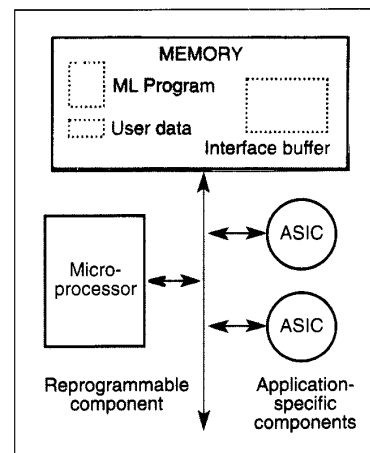 MEMORY
ML Program
User data
Interface buffer
Micro-
processor
ASIC
ASIC
Reprogrammable
component
Application-
specific
components